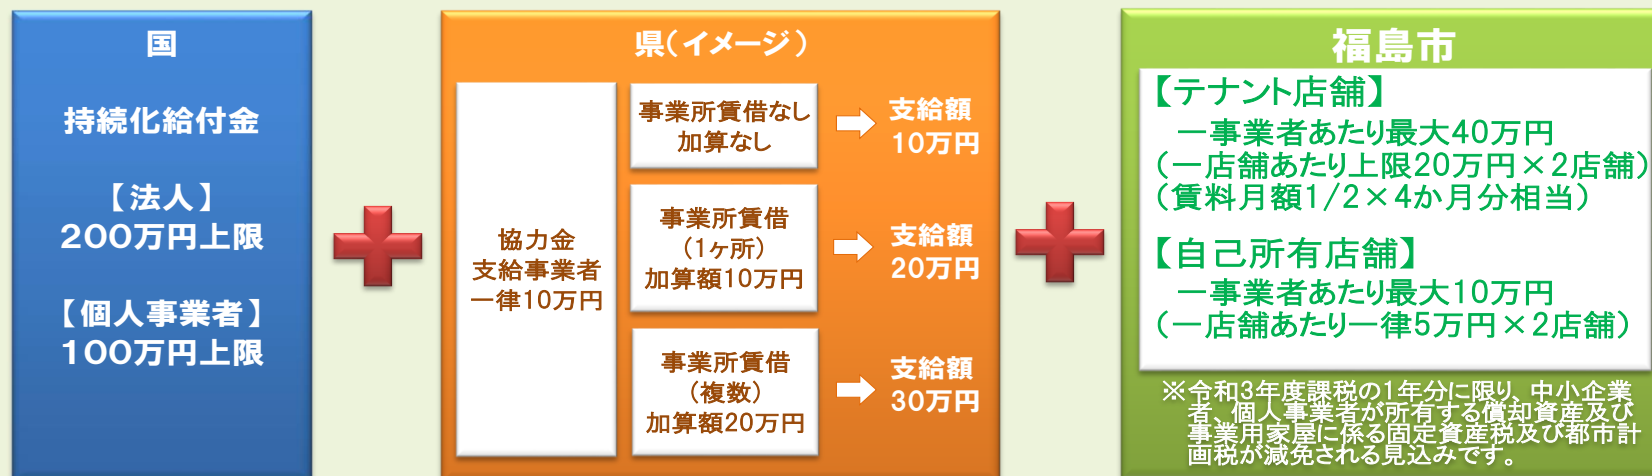 国
持続化給付金
【法人】
200万円上限
【個人事業者】
100万円上限
県（イメージ）
協力金
支給事業者
一律10万円
事業所賃借なし
加算なし
支給額
10万円
事業所賃借
（1ヶ所）
加算額10万円
支給額
20万円
事業所賃借
（複数）
加算額20万円
支給額
30万円
福島市
【テナント店舗】
一事業者あたり最大40万円
（一店舗あたり上限20万円×2店舗）
（賃料月額1/2×4か月分相当）
【自己所有店舗】
一事業者あたり最大10万円
（一店舗あたり一律5万円×2店舗）
※令和3年度課税の1年分に限り、中小企業
者、個人事業者が所有する償却資産及び
事業用家屋に係る固定資産税及び都市計
画税が減免される見込みです。